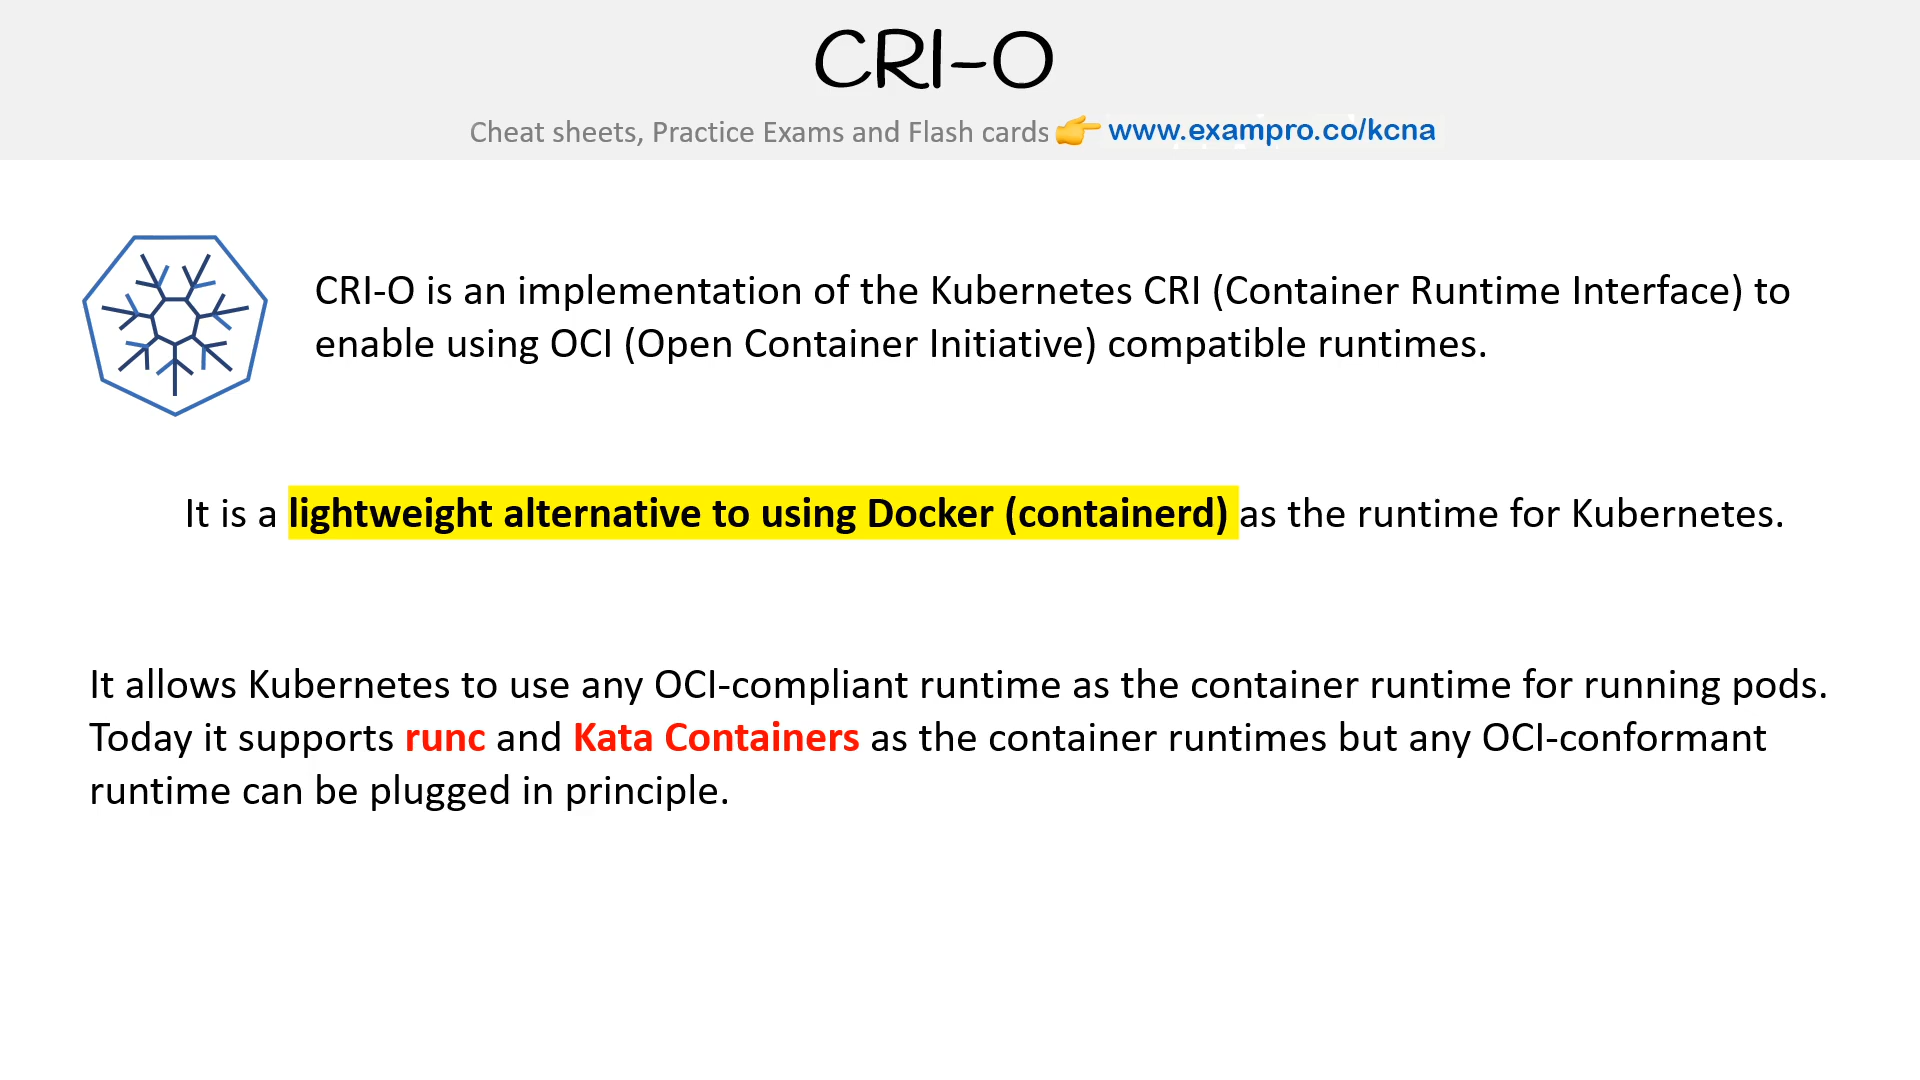 CRI-O
Cheat sheets, Practice Exams and Flash cards 👉 www.exampro.co/kcna
CRI-O is an implementation of the Kubernetes CRI (Container Runtime Interface) to
enable using OCI (Open Container Initiative) compatible runtimes.
It is a lightweight alternative to using Docker (containerd) as the runtime for Kubernetes.
It allows Kubernetes to use any OCI-compliant runtime as the container runtime for running pods.
Today it supports runc and Kata Containers as the container runtimes but any OCI-conformant
runtime can be plugged in principle.